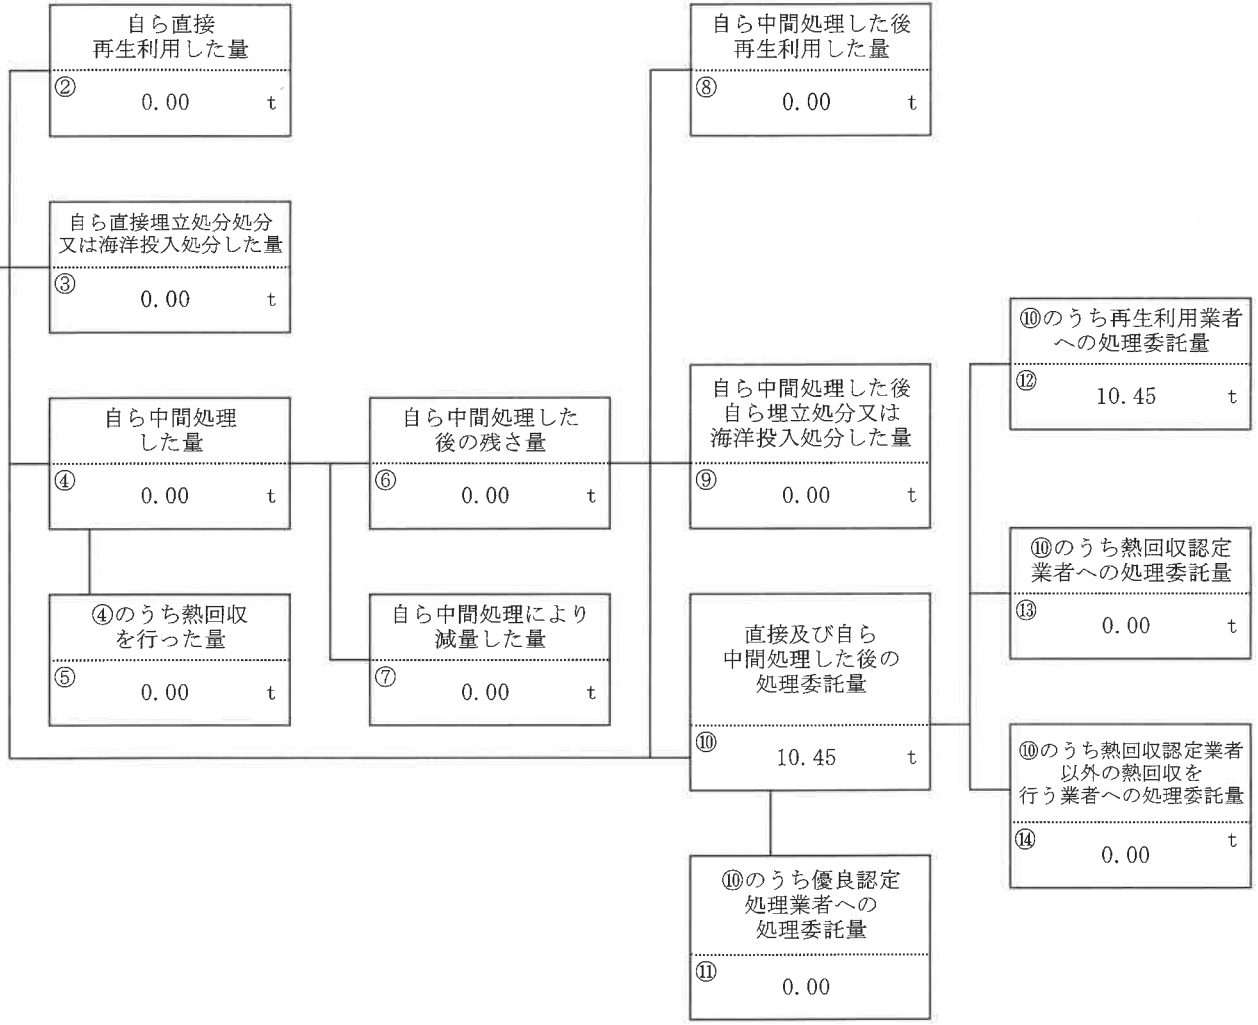 自ら直接
再生利用した量
②
0.00 t
自ら直接埋立処分処分
又は海洋投入処分した量
③
0.00 t
自ら中間処理
した量
④
0.00 t
④のうち熱回収
を行った量
⑤
0.00 t
自ら中間処理した
後の残さ量
⑥
0.00 t
自ら中間処理により
減量した量
⑦
0.00 t
自ら中間処理した後
再生利用した量
⑧
0.00 t
自ら中間処理した後
自ら埋立処分又は
海洋投入処分した量
⑨
0.00 t
直接及び自ら
中間処理した後の
処理委託量
⑩
10.45 t
⑩のうち優良認定
処理業者への
処理委託量
⑪
0.00
⑩のうち再生利用業者
への処理委託量
⑫
10.45 t
⑩のうち熱回収認定
業者への処理委託量
⑬
0.00 t
⑩のうち熱回収認定業者
以外の熱回収を
行う業者への処理委託量
⑭
0.00 t